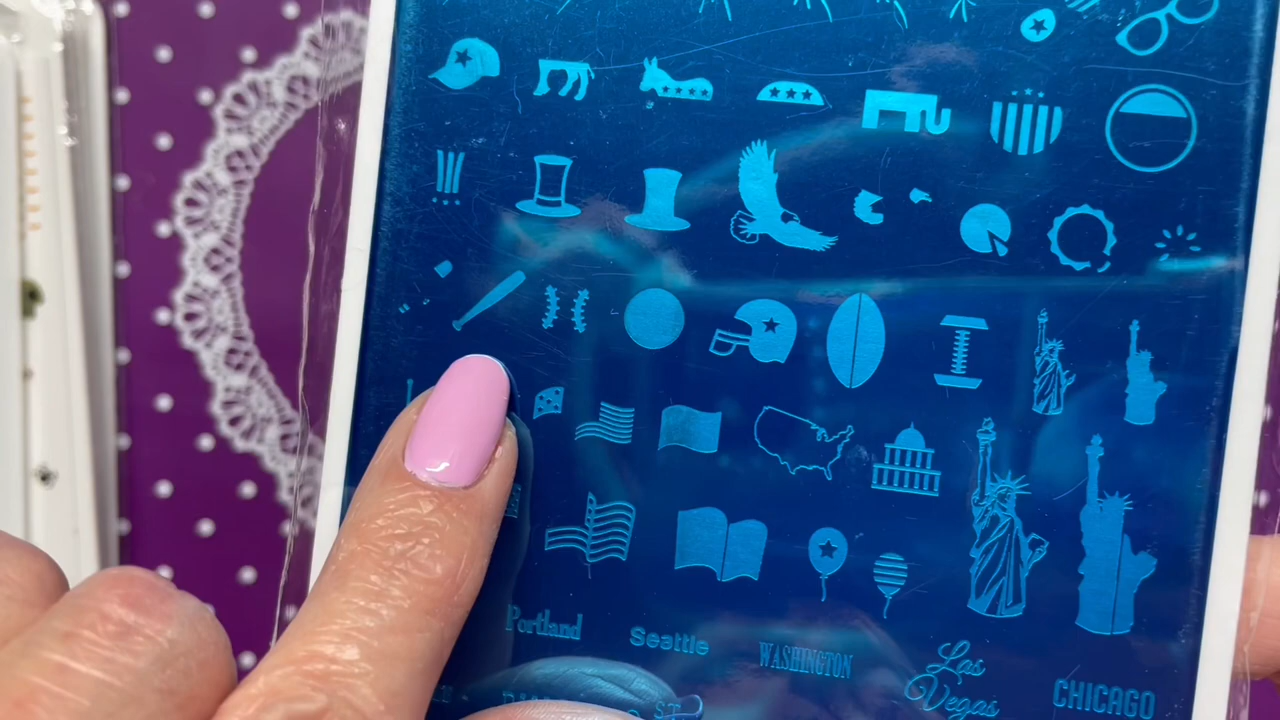 Portland
Seattle
WASHINGTON
Las
Vegas
CHICAGO